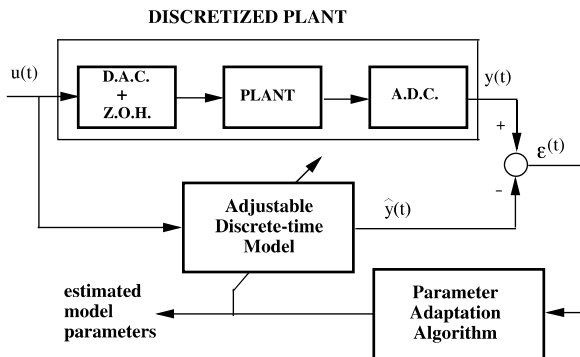 DISCRETIZED PLANT
u(t)
D.A.C.
+
Z.O.H.
PLANT
A.D.C.
y(t)
+
-
ε(t)
Adjustable
Discrete-time
Model
ŷ(t)
estimated
model
parameters
Parameter
Adaptation
Algorithm